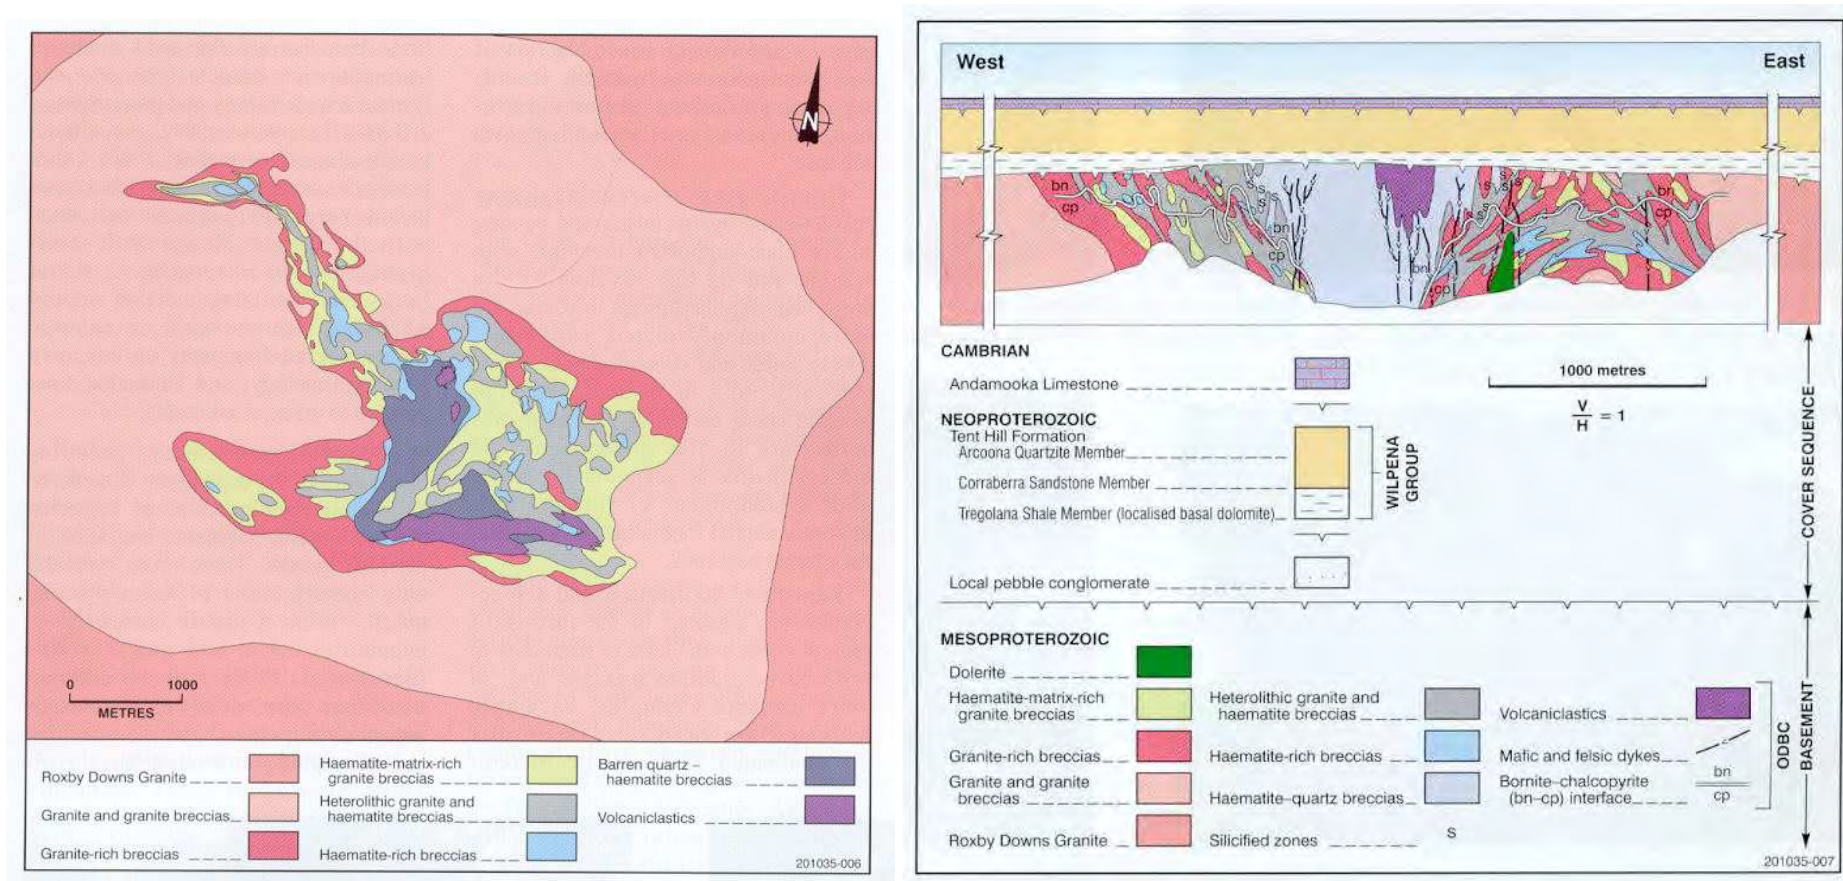 N
0 1000
METRES
Roxby Downs Granite
Granite and granite breccias
Granite-rich breccias
Haematite-matrix-rich
granite breccias
Heterolithic granite and
haematite breccias
Haematite-rich breccias
Barren quartz –
haematite breccias
Volcaniclastics
201035-006
West
East
bn
cp
s
s
s
s
s
bn
cp
bn
cp
s
s
s
s
s
s
s
bn
cp
CAMBRIAN
Andamooka Limestone
NEOPROTEROZOIC
Tent Hill Formation
Arcoona Quartzite Member
Corraberra Sandstone Member
Tregolana Shale Member (localised basal dolomite)
Local pebble conglomerate
WILPENA
GROUP
1000 metres
V
H = 1
COVER SEQUENCE
MESOPROTEROZOIC
Dolerite
Haematite-matrix-rich
granite breccias
Granite-rich breccias
Granite and granite
breccias
Roxby Downs Granite
Heterolithic granite and
haematite breccias
Haematite-rich breccias
Haematite–quartz breccias
Silicified zones
S
Volcaniclastics
Mafic and felsic dykes
Bornite–chalcopyrite
(bn–cp) interface
bn
cp
ODBC
BASEMENT
201035-007